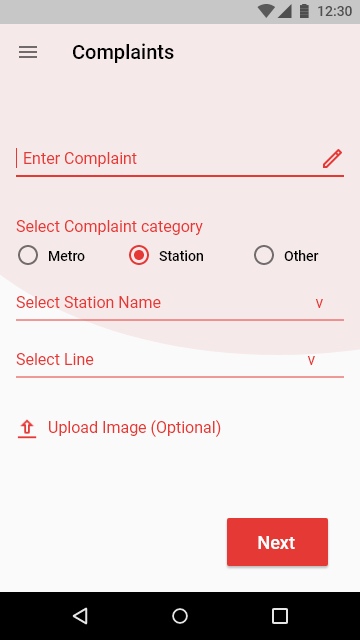 12:30
Complaints
Enter Complaint
Select Complaint category
Metro Station Other
Select Station Name v
Select Line v
Upload Image (Optional)
Next